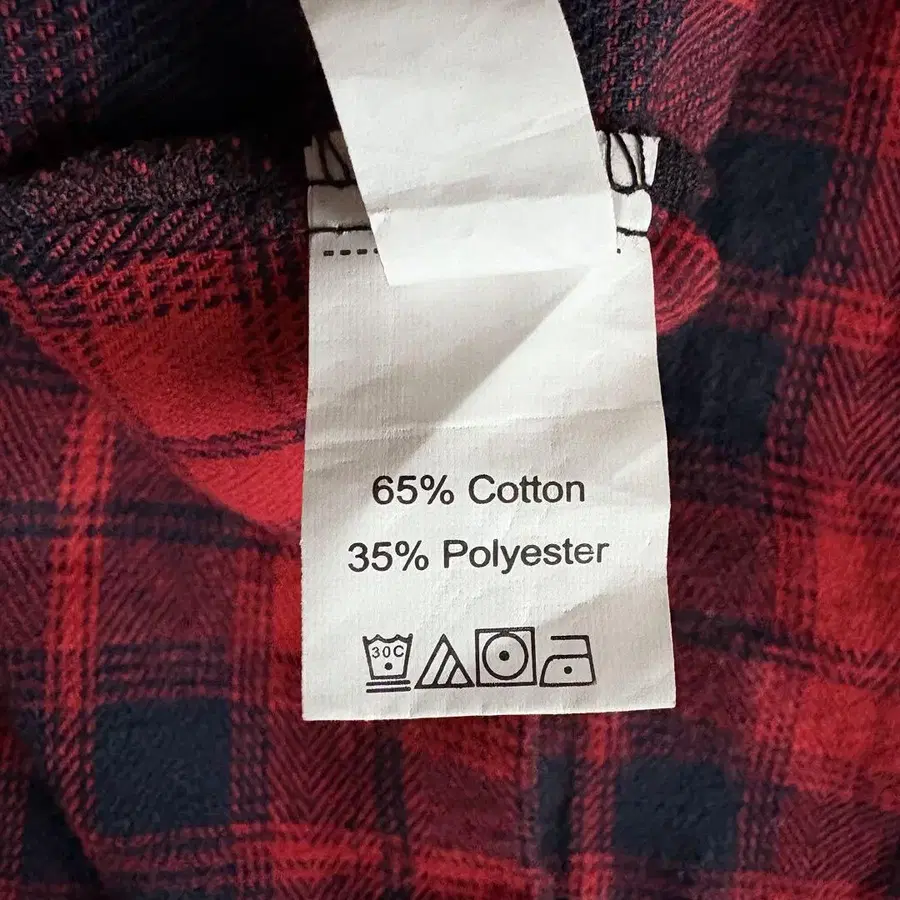 65% Cotton
35% Polyester
30C